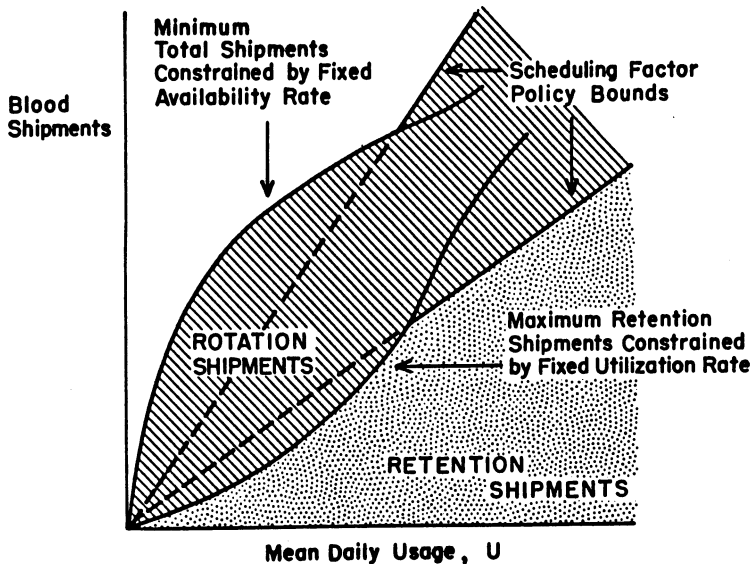 Minimum
Total Shipments
Constrained by Fixed
Availability Rate
Blood
Shipments
Scheduling Factor
Policy Bounds
ROTATION
SHIPMENTS
Maximum Retention
Shipments Constrained
by Fixed Utilization Rate
RETENTION
SHIPMENTS
Mean Daily Usage, U